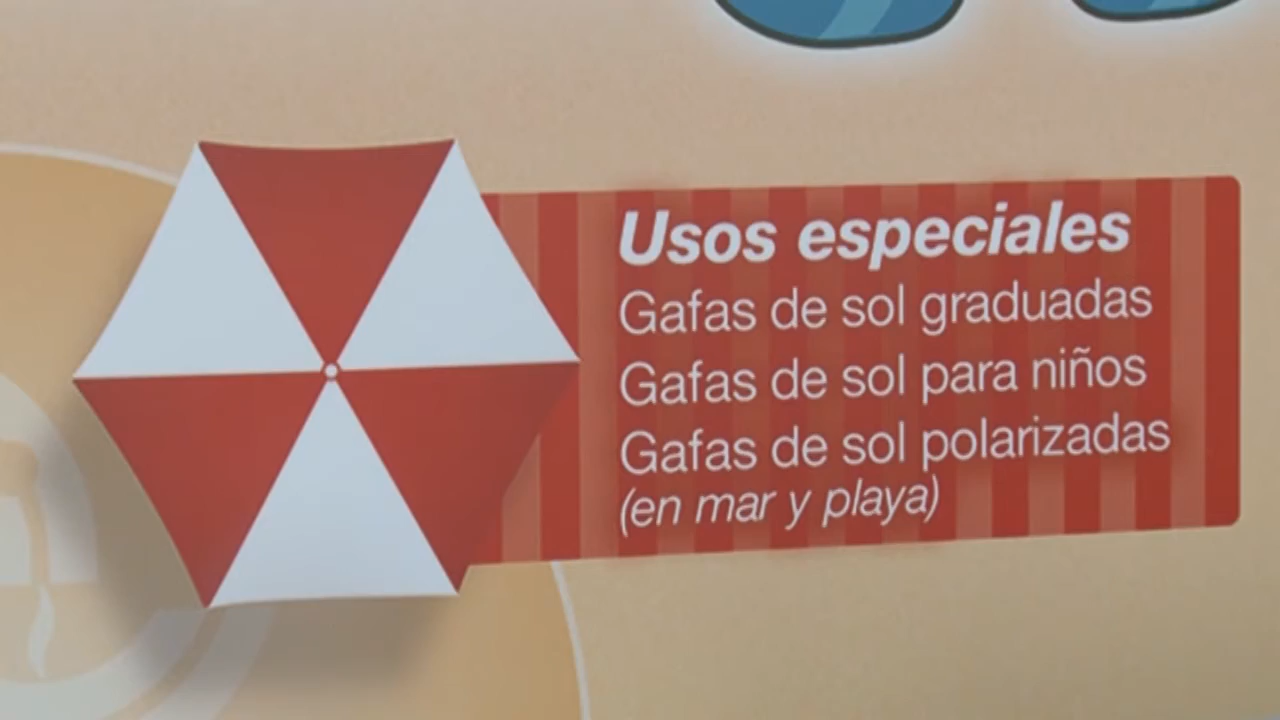 Usos especiales
Gafas de sol graduadas
Gafas de sol para niños
Gafas de sol polarizadas
(en mar y playa)